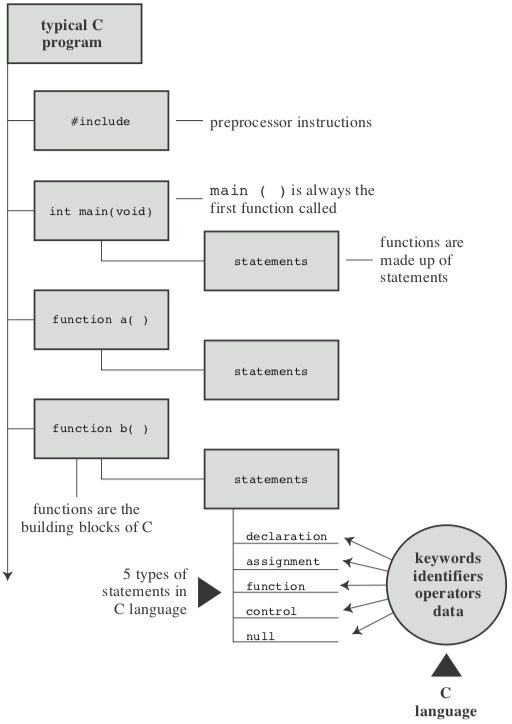 typical C
program
#include
preprocessor instructions
int main(void)
main ( ) is always the
first function called
statements
functions are
made up of
statements
function a( )
statements
function b( )
statements
functions are the
building blocks of C
5 types of
statements in
C language
declaration
assignment
function
control
null
keywords
identifiers
operators
data
C
language